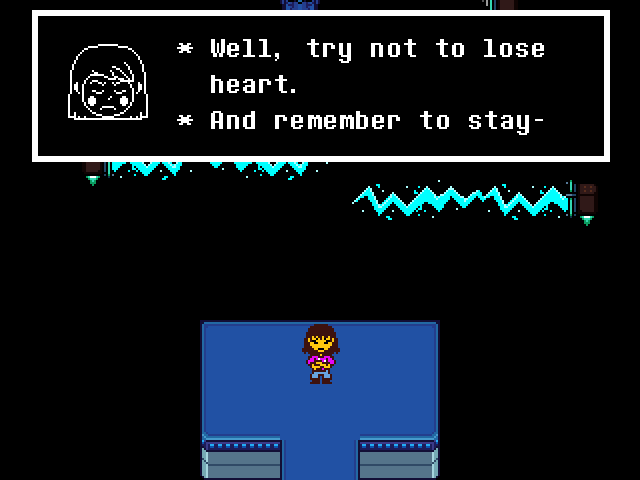 * Well, try not to lose
heart.
* And remember to stay-